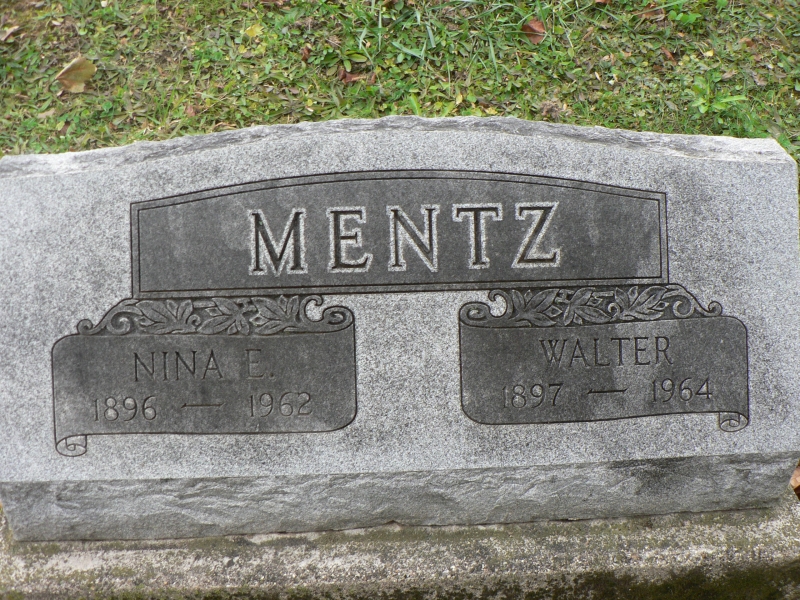 MENTZ
NINA E.
1896 — 1962
WALTER
1897 — 1964